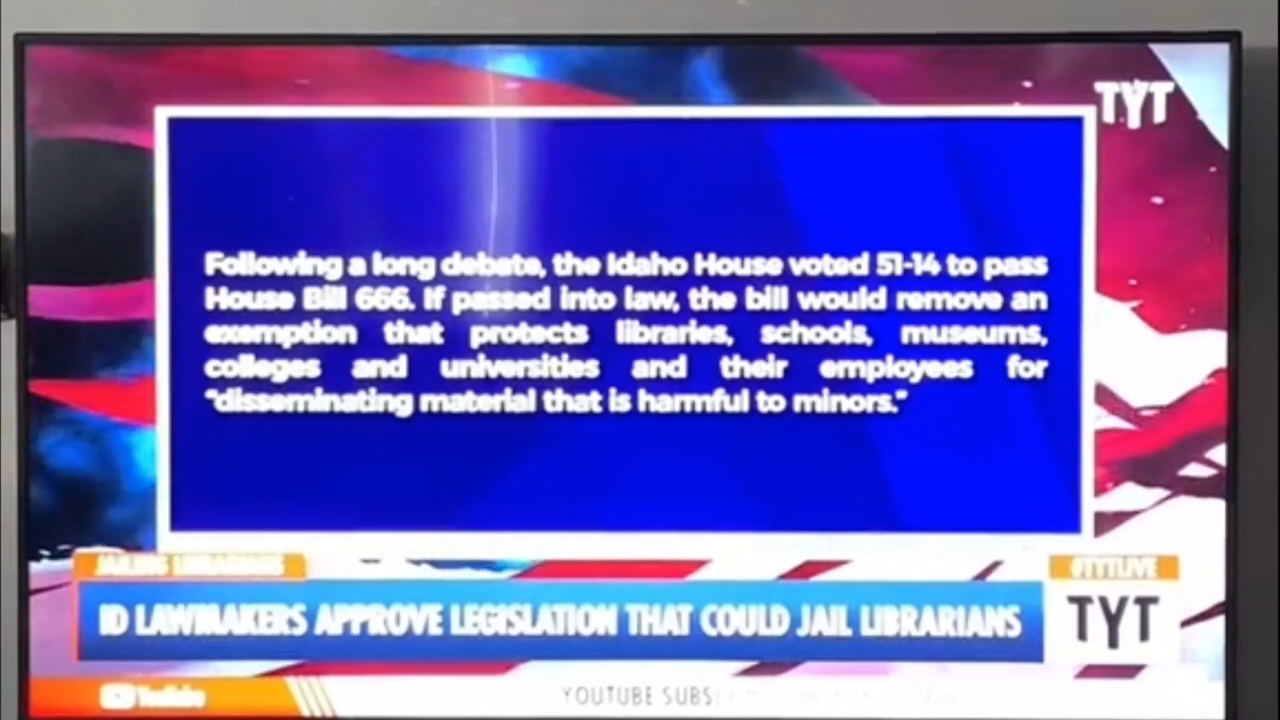 TYT
Following a long debate, the Idaho House voted 51-14 to pass
House Bill 666. If passed into law, the bill would remove an
exemption that protects libraries, schools, museums,
colleges and universities and their employees for
"disseminating material that is harmful to minors."
JAILING LIBRARIANS
#TYTLIVE
ID LAWMAKERS APPROVE LEGISLATION THAT COULD JAIL LIBRARIANS
TYT
YouTube
YOUTUBE SUBS